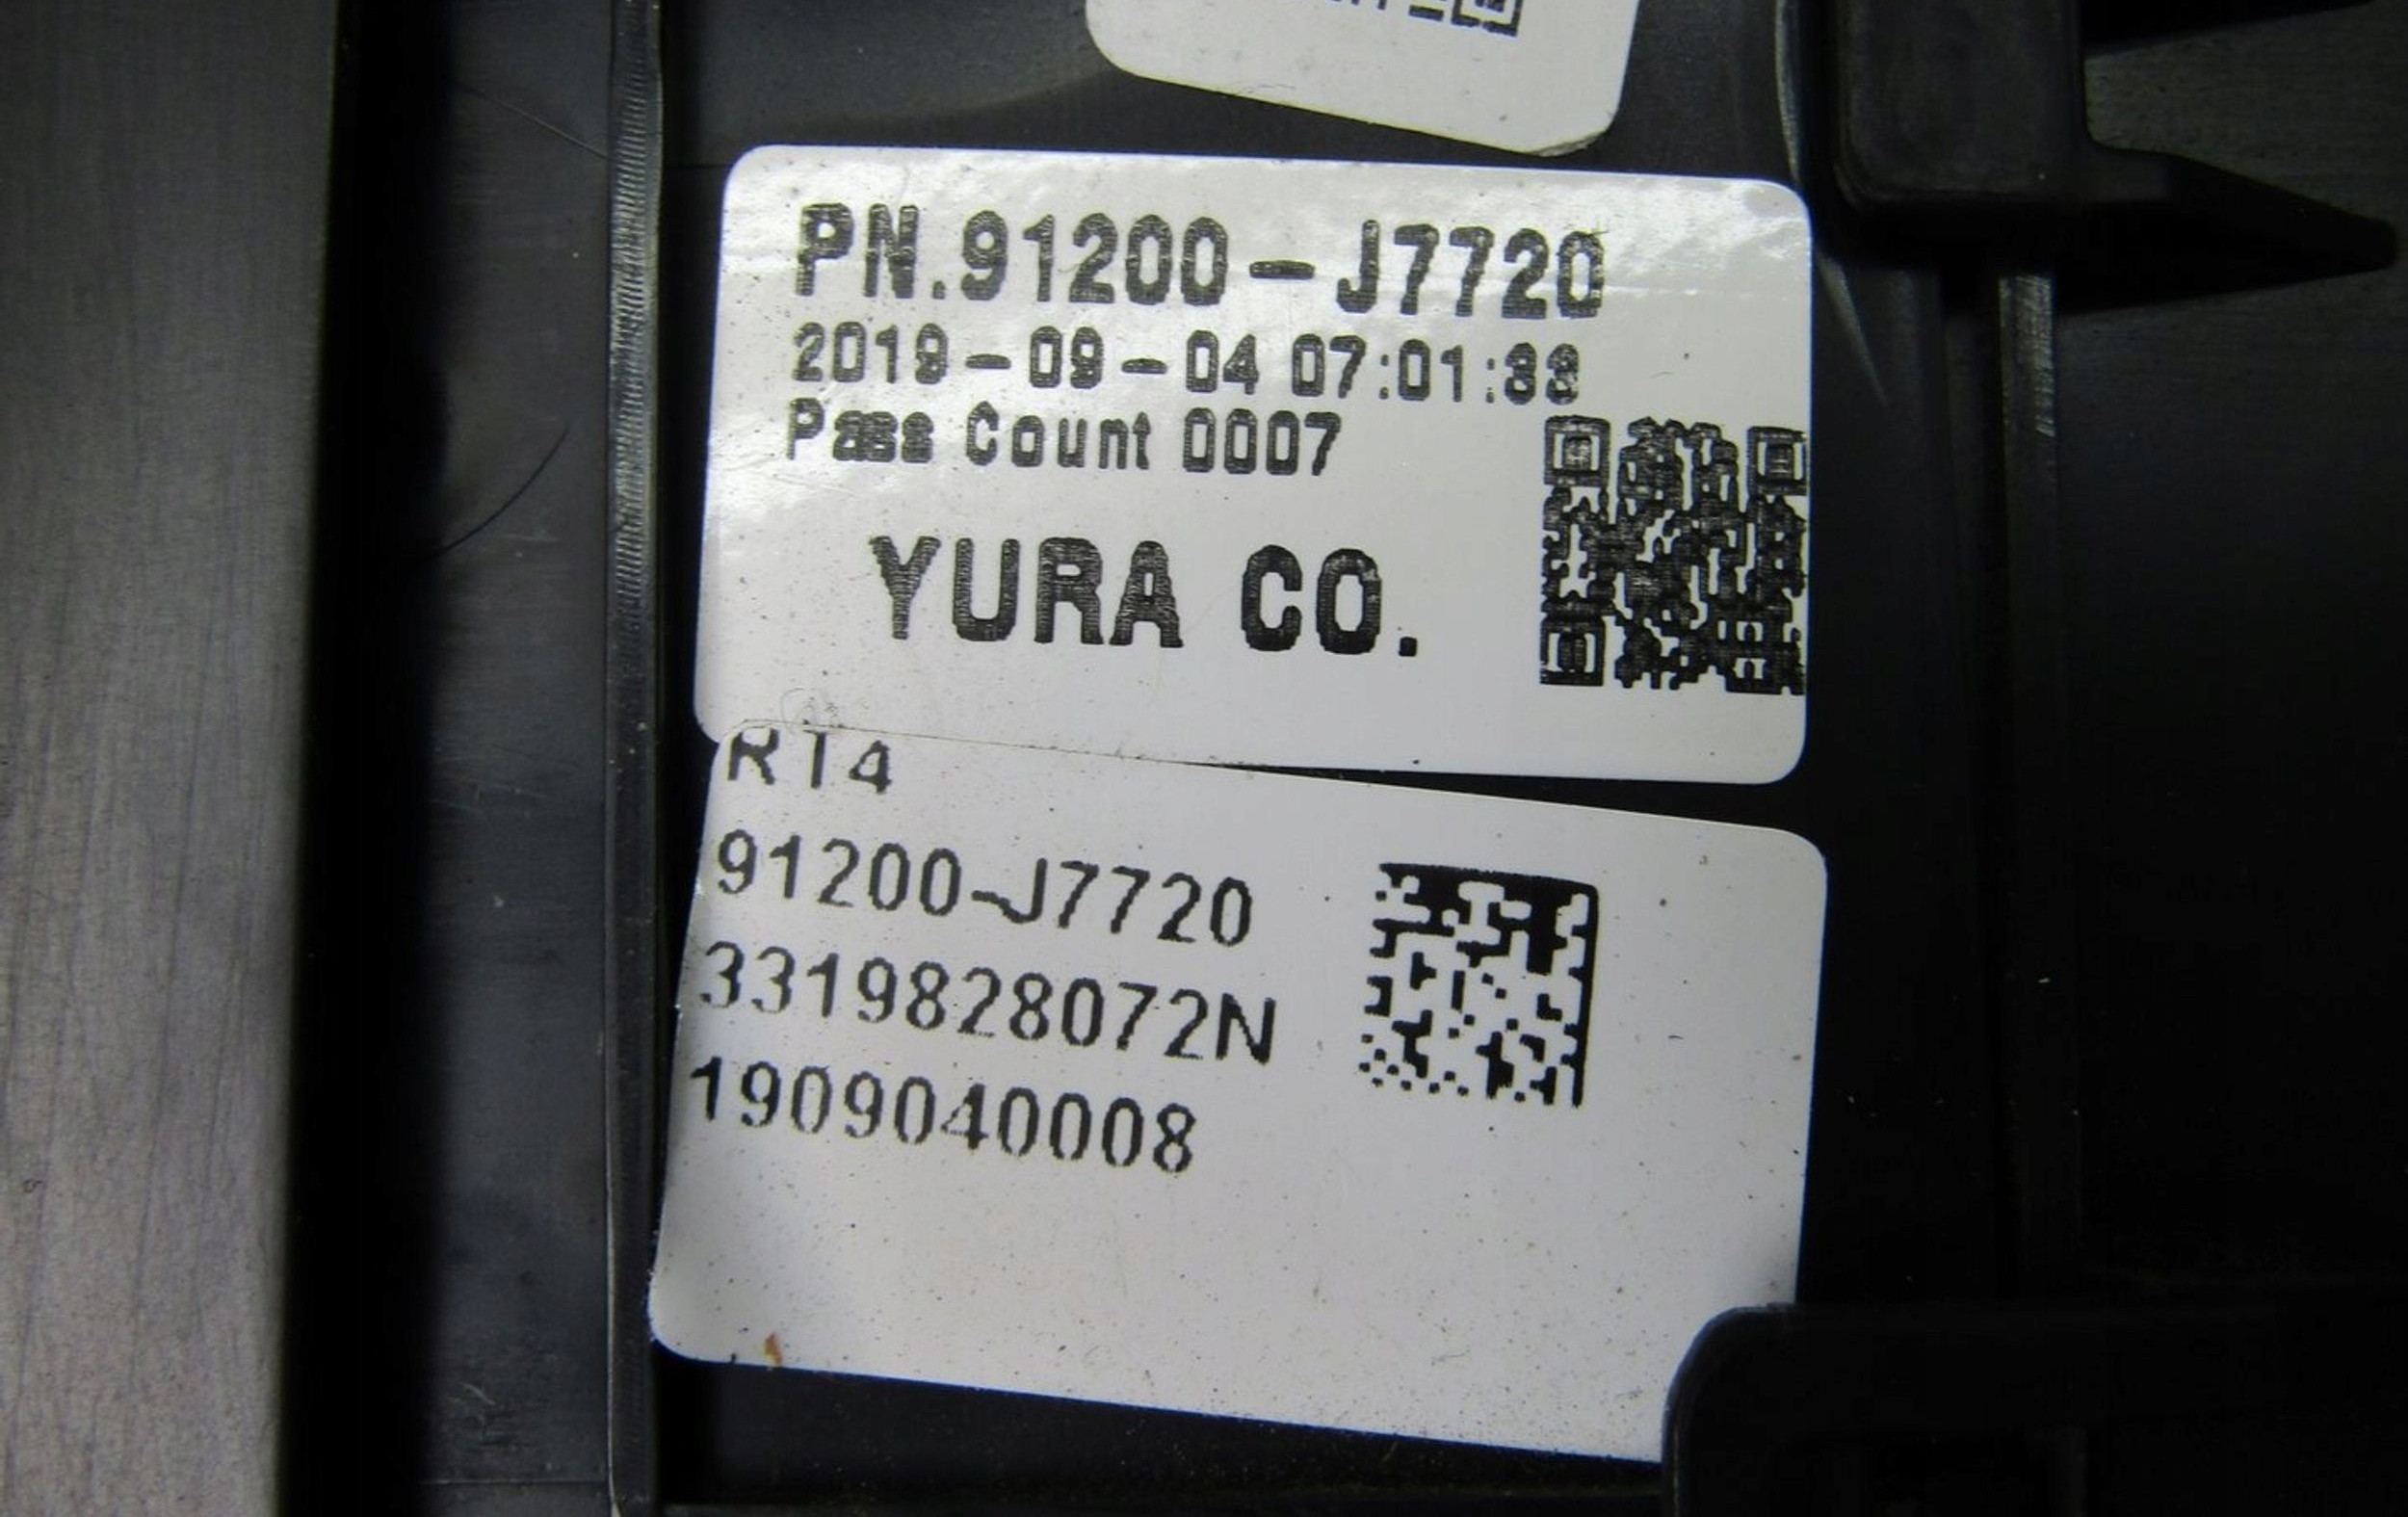 PN.91200-J7720
2019-09-04 07:01:33
Pass Count 0007
YURA CO.
RT4
91200-J7720
3319828072N
1909040008